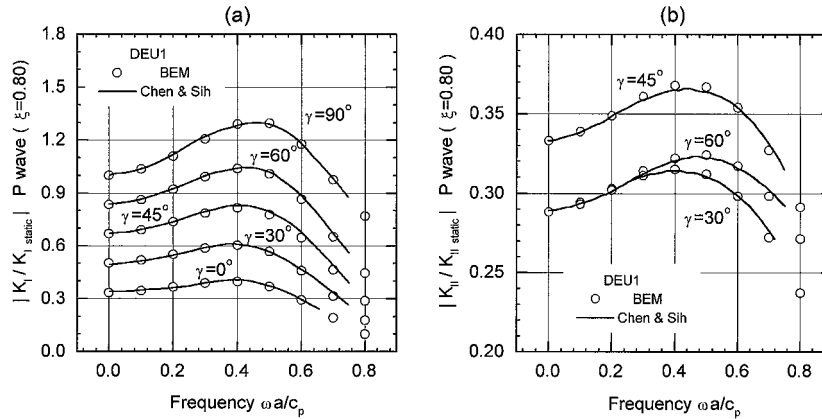 (a)
| K_I / K_I static | P wave ( ξ=0.80)
1.8
1.5
1.2
0.9
0.6
0.3
0.0
DEU1
BEM
Chen & Sih
γ=90°
γ=60°
γ=45°
γ=30°
γ=0°
0.0 0.2 0.4 0.6 0.8
Frequency ωa/c_p
(b)
| K_II / K_II static | P wave ( ξ=0.80)
0.40
0.35
0.30
0.25
0.20
γ=45°
γ=60°
γ=30°
DEU1
BEM
Chen & Sih
0.0 0.2 0.4 0.6 0.8
Frequency ωa/c_p